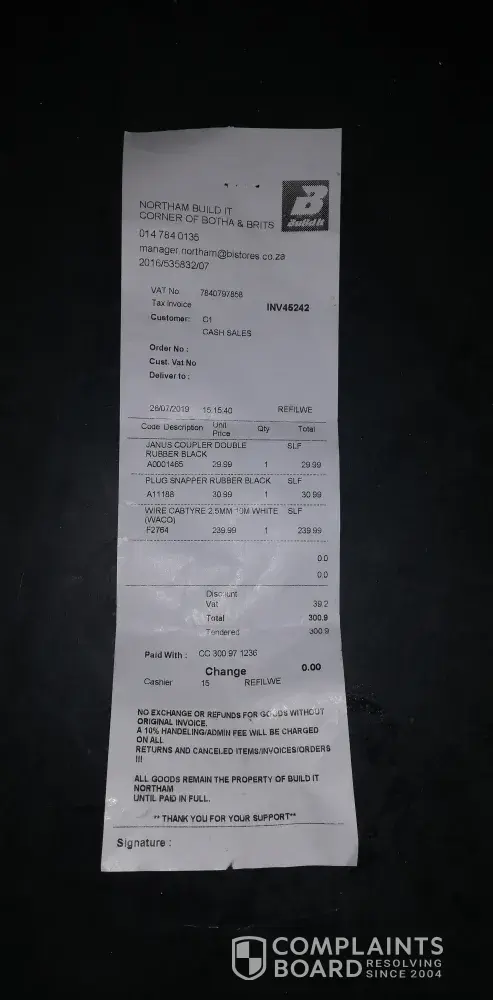 B
Build it
NORTHAM BUILD IT
CORNER OF BOTHA & BRITS
014 784 0135
manager.northam@bistores.co.za
2016/535832/07
VAT No: 7840797858
Tax Invoice INV45242
Customer: C1
CASH SALES
Order No :
Cust. Vat No
Deliver to :
26/07/2019 15:15:40 REFILWE
Code Description Unit Price Qty Total
JANUS COUPLER DOUBLE SLF
RUBBER BLACK
A0001465 29.99 1 29.99
PLUG SNAPPER RUBBER BLACK SLF
A11188 30.99 1 30.99
WIRE CABTYRE 2.5MM 10M WHITE SLF
(WACO)
F2764 239.99 1 239.99
0.0
0.0
Discount
Vat 39.2
Total 300.9
Tendered 300.9
Paid With : CC 300.97 1236
Change 0.00
Cashier 15 REFILWE
NO EXCHANGE OR REFUNDS FOR GOODS WITHOUT
ORIGINAL INVOICE.
A 10% HANDELING/ADMIN FEE WILL BE CHARGED
ON ALL
RETURNS AND CANCELED ITEMS/INVOICES/ORDERS
!!!
ALL GOODS REMAIN THE PROPERTY OF BUILD IT
NORTHAM
UNTIL PAID IN FULL.
** THANK YOU FOR YOUR SUPPORT**
Signature :
COMPLAINTS
BOARD RESOLVING
SINCE 2004